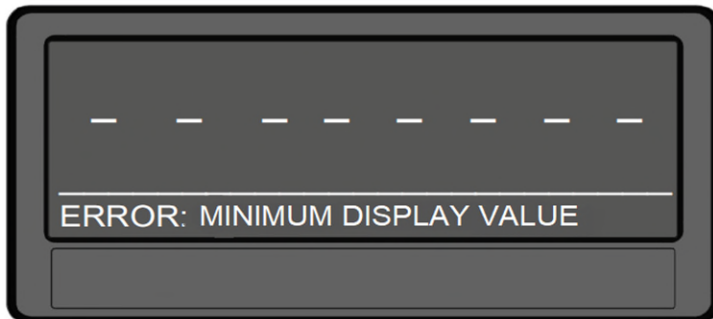 – – – – – – – –
ERROR: MINIMUM DISPLAY VALUE